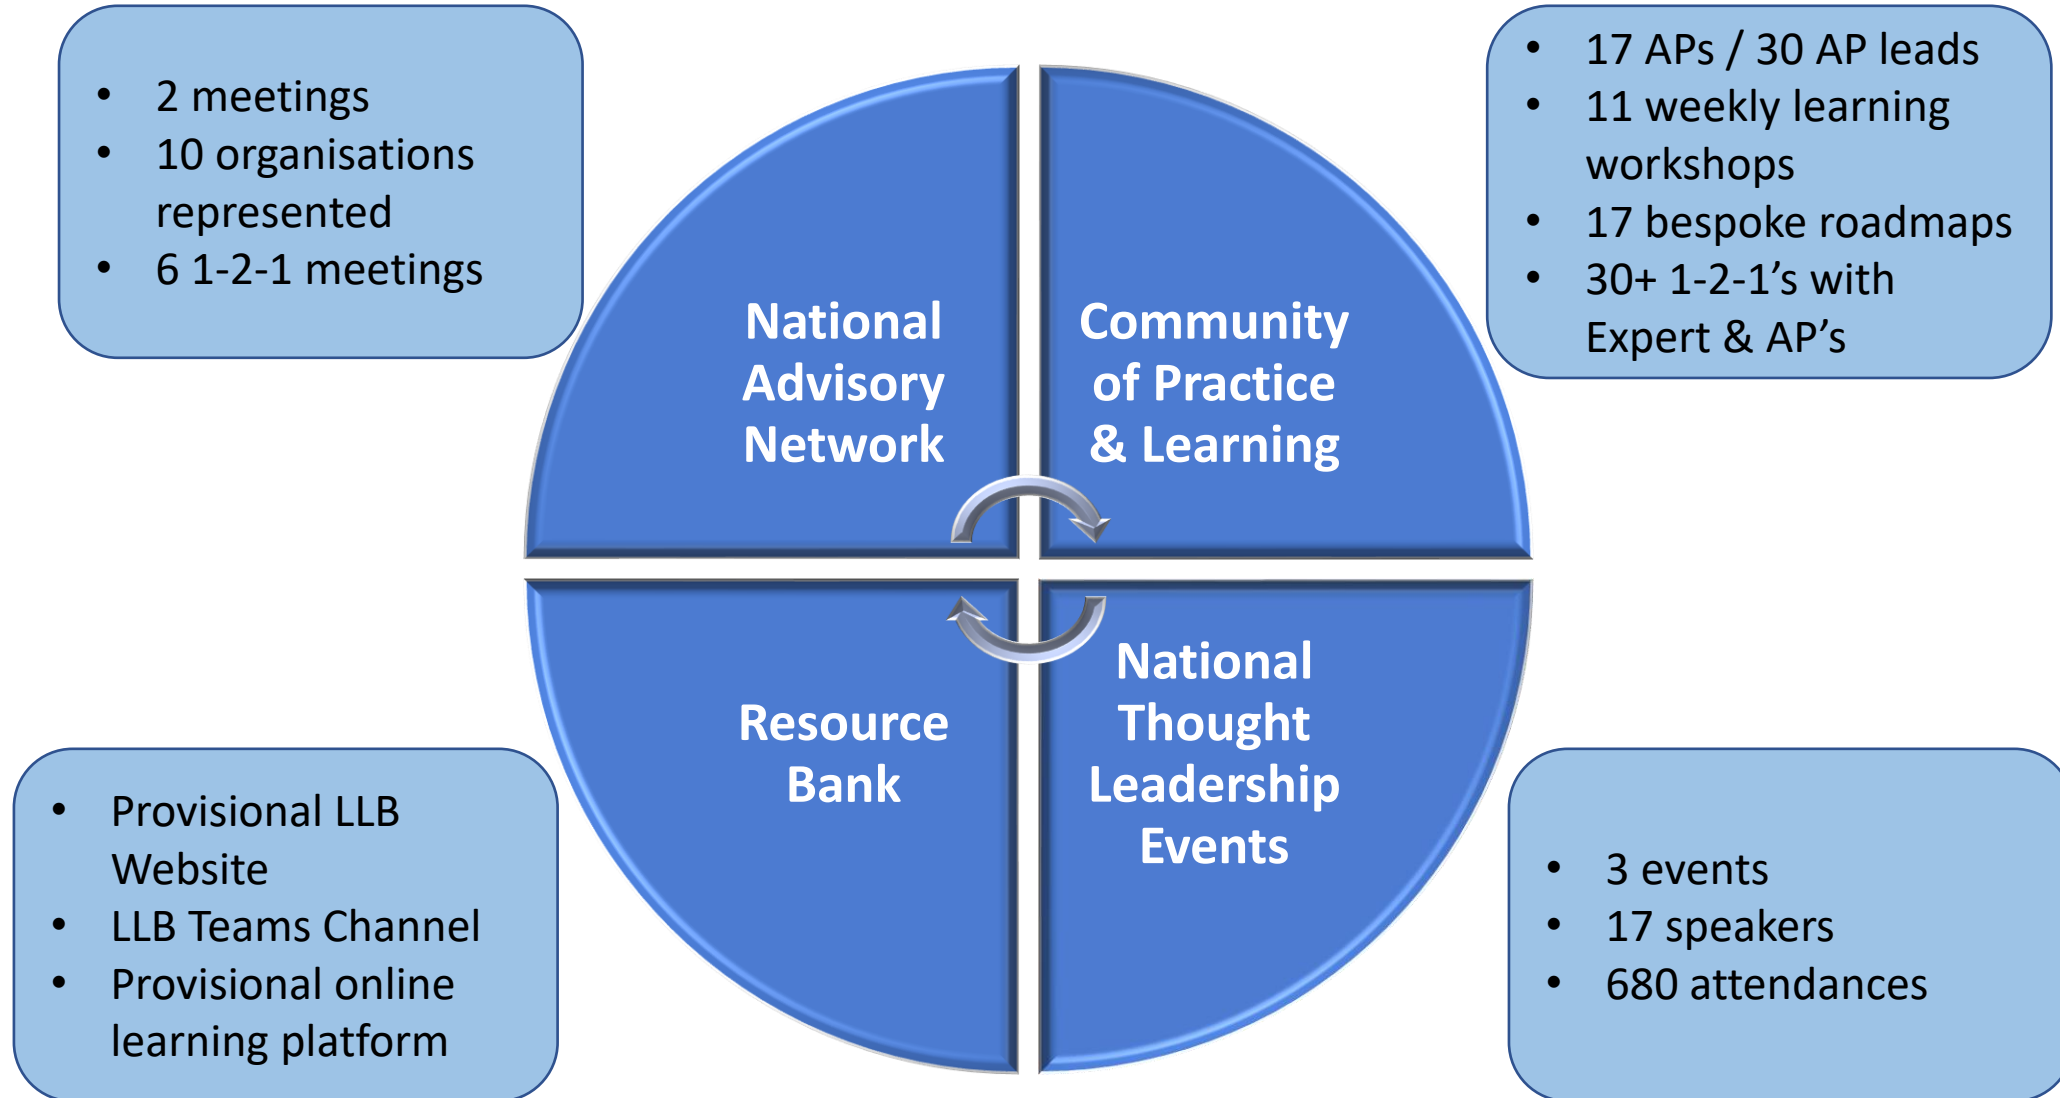 • 2 meetings
• 10 organisations
represented
• 6 1-2-1 meetings
• 17 APs / 30 AP leads
• 11 weekly learning
workshops
• 17 bespoke roadmaps
• 30+ 1-2-1’s with
Expert & AP’s
National
Advisory
Network
Community
of Practice
& Learning
Resource
Bank
National
Thought
Leadership
Events
• Provisional LLB
Website
• LLB Teams Channel
• Provisional online
learning platform
• 3 events
• 17 speakers
• 680 attendances